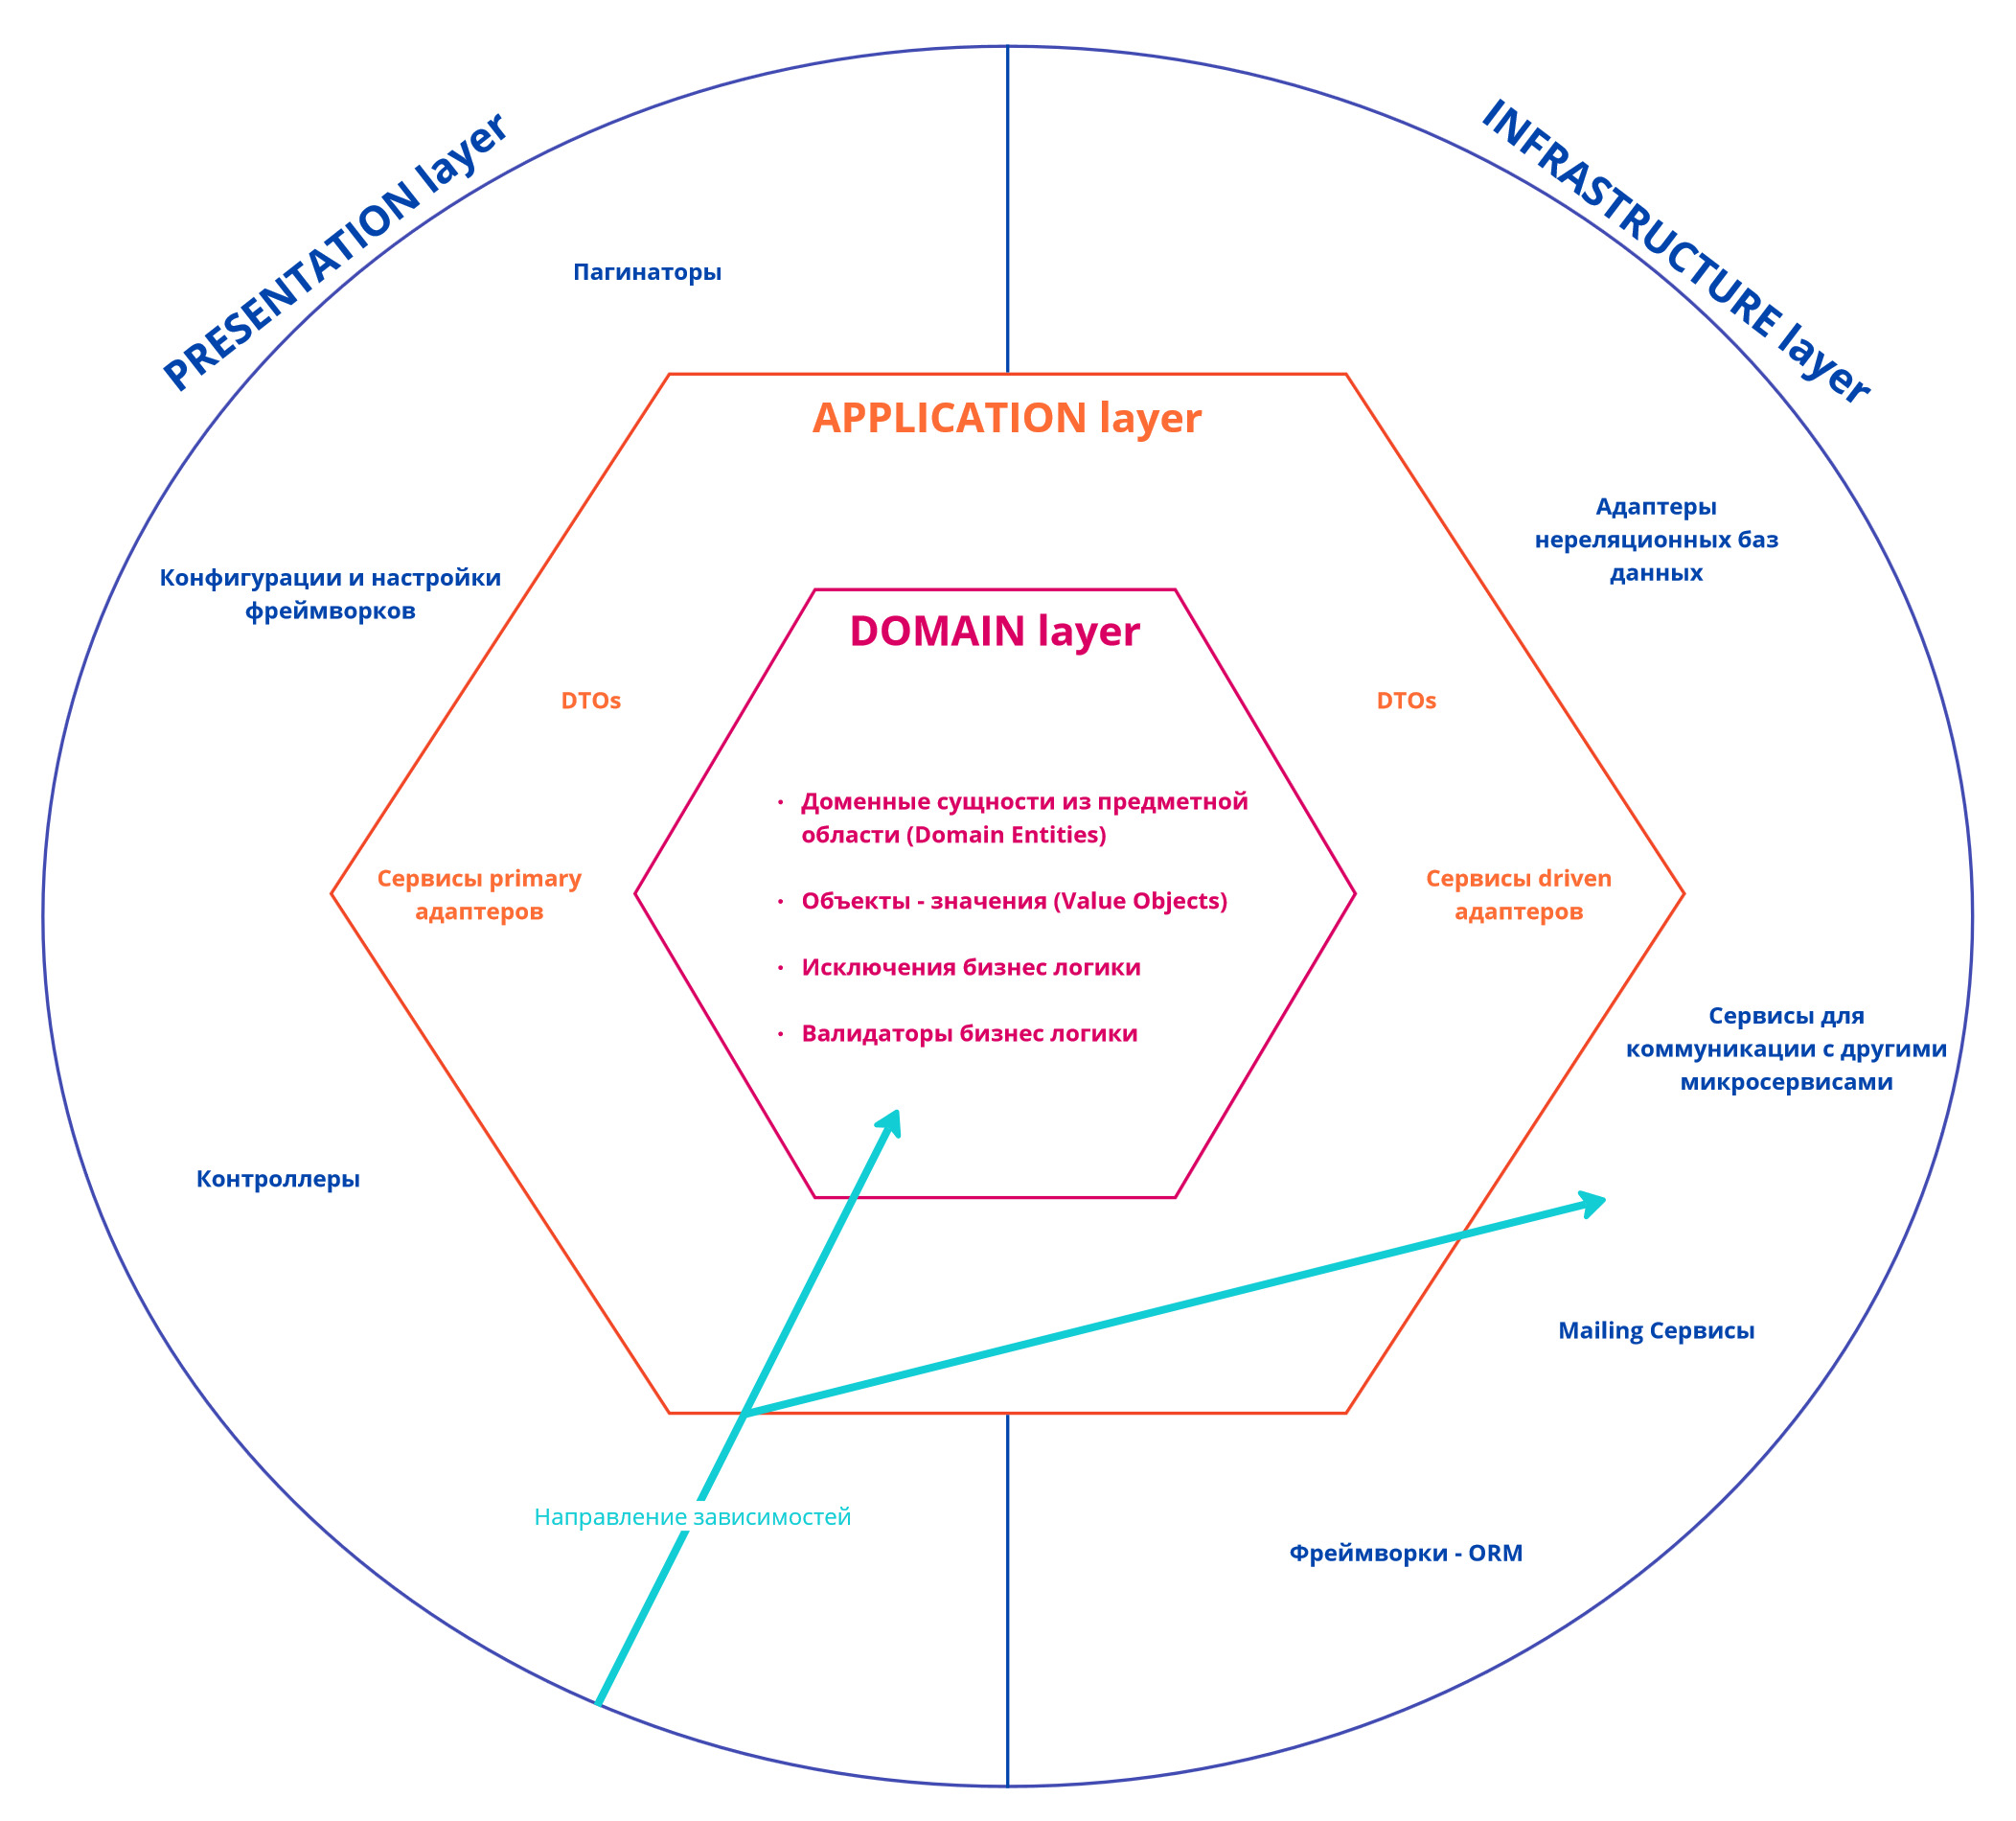 PRESENTATION layer
INFRASTRUCTURE layer
Пагинаторы
APPLICATION layer
Адаптеры
нереляционных баз
данных
Конфигурации и настройки
фреймворков
DOMAIN layer
DTOs
DTOs
· Доменные сущности из предметной
области (Domain Entities)
Сервисы primary
адаптеров
· Объекты - значения (Value Objects)
Сервисы driven
адаптеров
· Исключения бизнес логики
· Валидаторы бизнес логики
Сервисы для
коммуникации с другими
микросервисами
Контроллеры
Mailing Сервисы
Направление зависимостей
Фреймворки - ORM